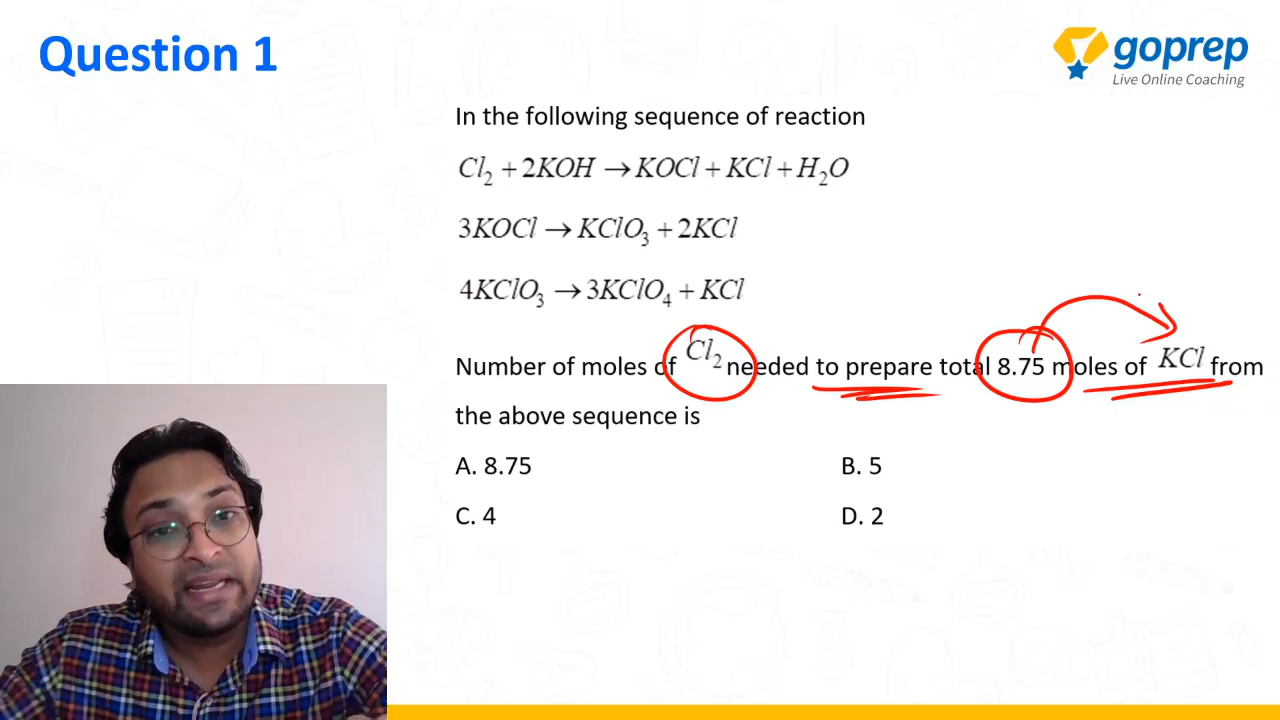 Question 1
goprep
Live Online Coaching
In the following sequence of reaction
Cl₂ + 2KOH → KOCl + KCl + H₂O
3KOCl → KClO₃ + 2KCl
4KClO₃ → 3KClO₄ + KCl
Number of moles of Cl₂ needed to prepare total 8.75 moles of KCl from
the above sequence is
A. 8.75
B. 5
C. 4
D. 2